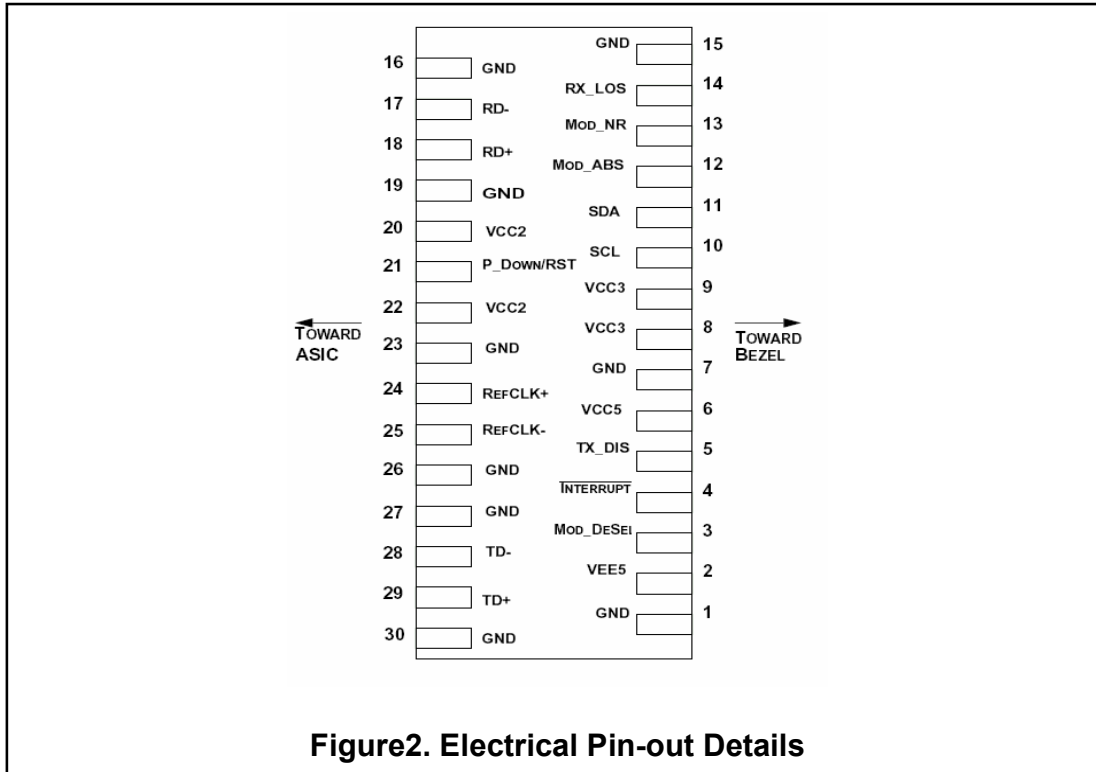 GND 15
16 GND
RX_LOS 14
17 RD-
MOD_NR 13
18 RD+
MOD_ABS 12
19 GND
SDA 11
20 VCC2
SCL 10
21 P_DOWN/RST
VCC3 9
22 VCC2
VCC3 8
TOWARD
ASIC
TOWARD
BEZEL
23 GND
GND 7
24 REFCLK+
VCC5 6
25 REFCLK-
TX_DIS 5
26 GND
INTERRUPT 4
27 GND
MOD_DESEl 3
28 TD-
VEE5 2
29 TD+
GND 1
30 GND
Figure2. Electrical Pin-out Details